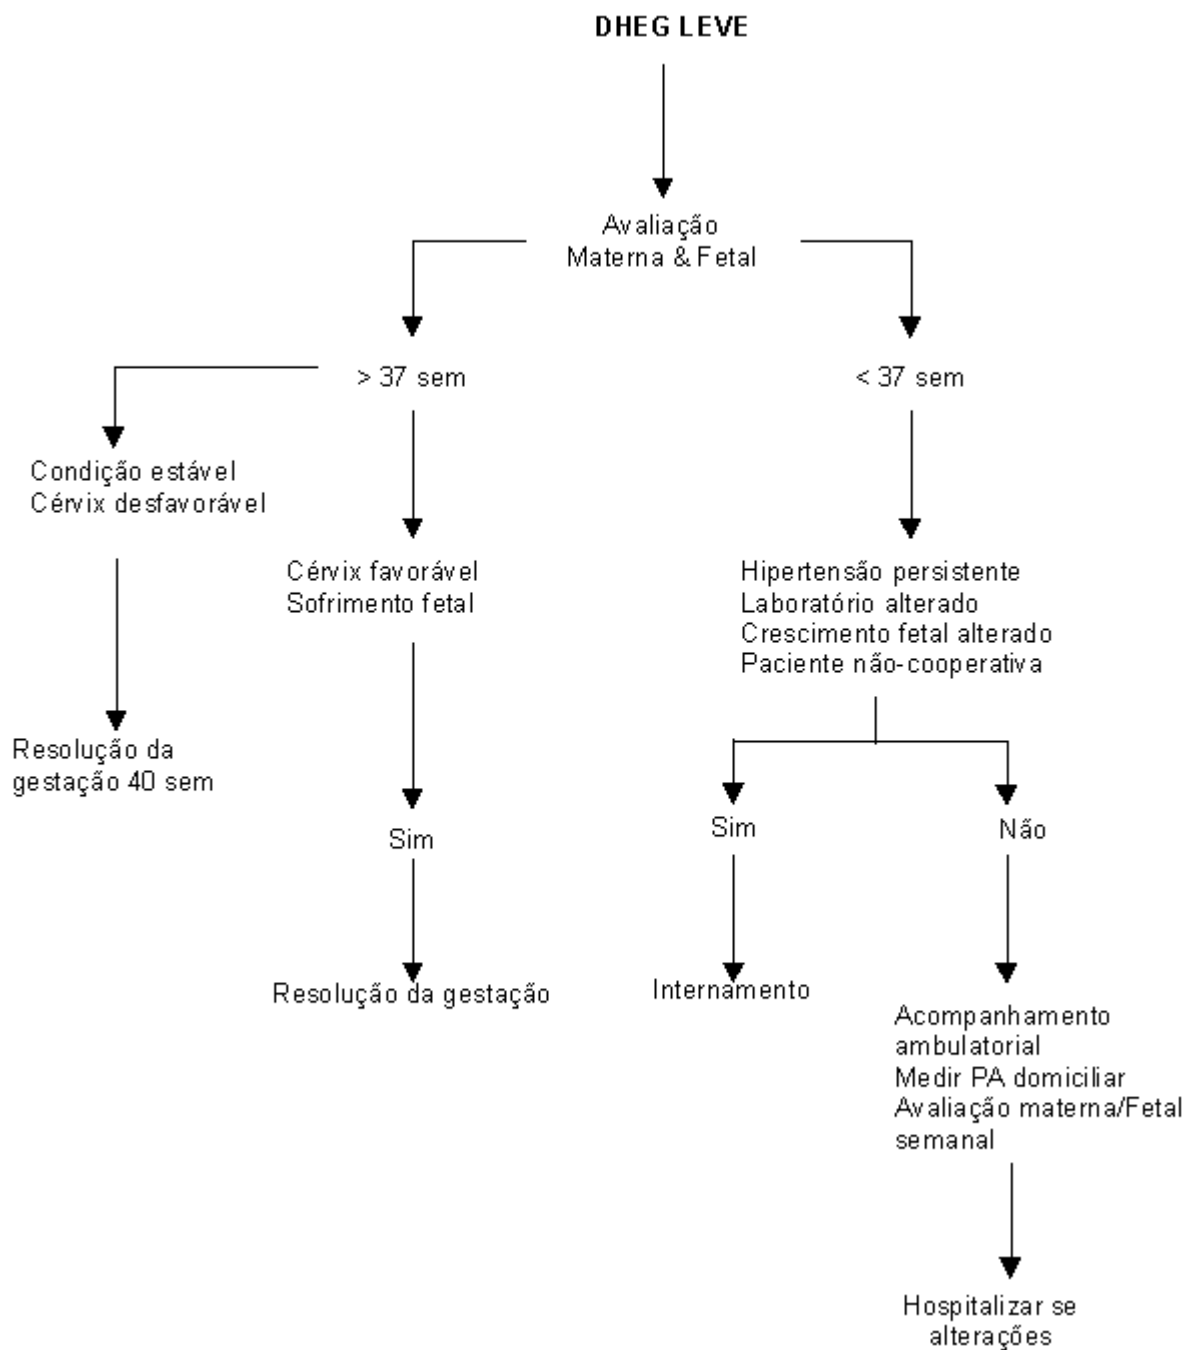 DHEG LEVE
Avaliação
Materna & Fetal
> 37 sem
< 37 sem
Condição estável
Cérvix desfavorável
Cérvix favorável
Sofrimento fetal
Hipertensão persistente
Laboratório alterado
Crescimento fetal alterado
Paciente não-cooperativa
Resolução da
gestação 40 sem
Sim
Sim
Não
Resolução da gestação
Internamento
Acompanhamento
ambulatorial
Medir PA domiciliar
Avaliação materna/Fetal
semanal
Hospitalizar se
alterações